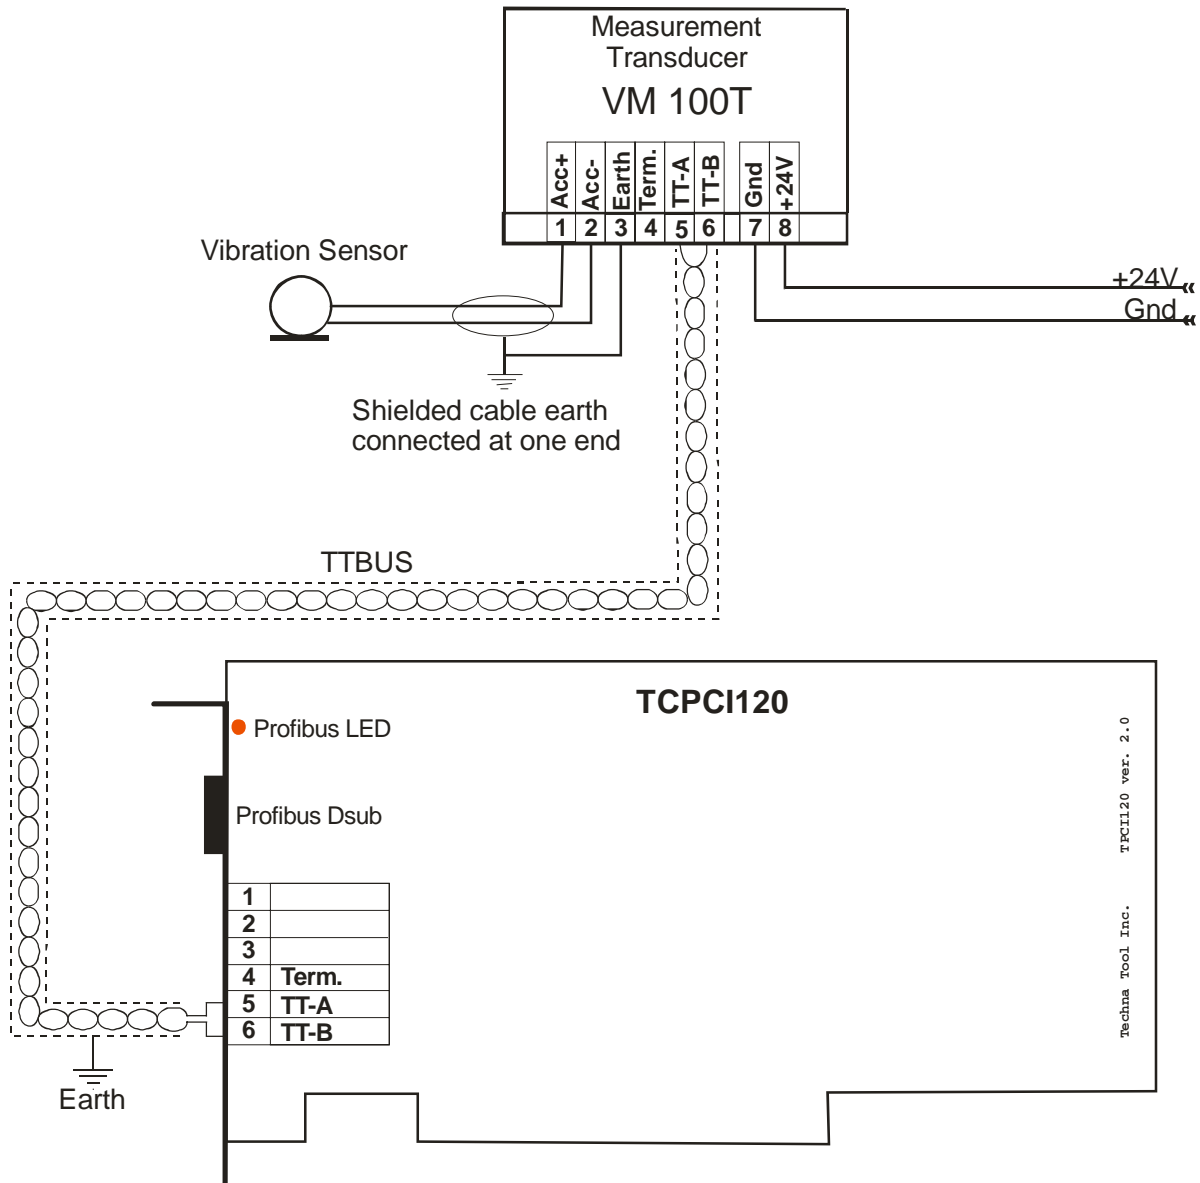 Measurement
Transducer
VM 100T
Acc+
Acc-
Earth
Term.
TT-A
TT-B
Gnd
+24V
1 2 3 4 5 6 7 8
Vibration Sensor
+24V
Gnd
Shielded cable earth
connected at one end
TTBUS
TCPCI120
Profibus LED
Profibus Dsub
1
2
3
4 Term.
5 TT-A
6 TT-B
Earth
Techna Tool Inc. TPCI120 ver. 2.0